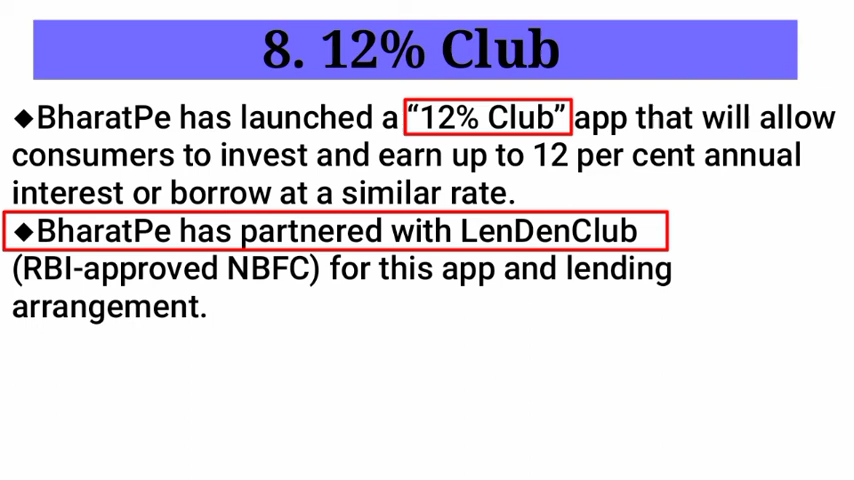 8. 12% Club
◆BharatPe has launched a “12% Club” app that will allow
consumers to invest and earn up to 12 per cent annual
interest or borrow at a similar rate.
◆BharatPe has partnered with LenDenClub
(RBI-approved NBFC) for this app and lending
arrangement.